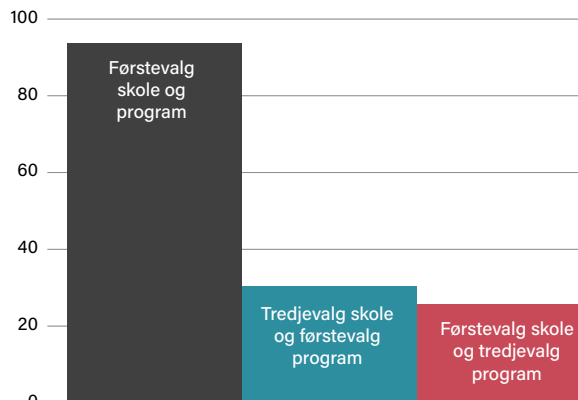 100
80
60
40
20
0
Førstevalg
skole og
program
Tredjevalg skole
og førstevalg
program
Førstevalg skole
og tredjevalg
program